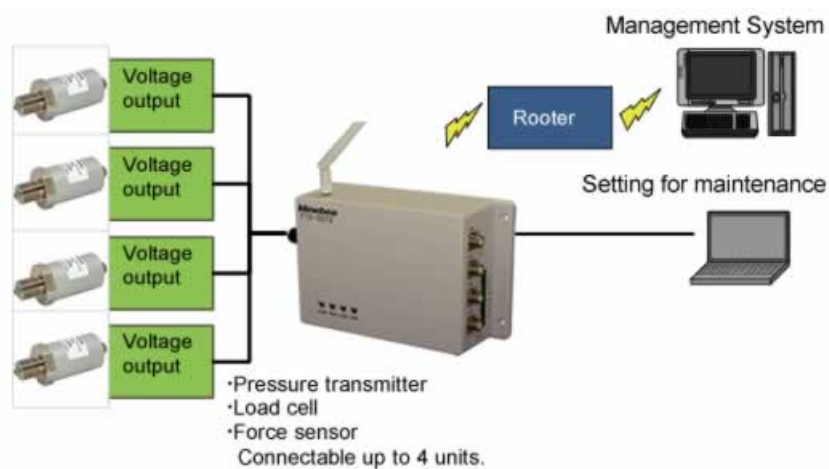 Management System
Voltage
output
Rooter
Voltage
output
Setting for maintenance
Minebea
Voltage
output
Voltage
output
・Pressure transmitter
・Load cell
・Force sensor
Connectable up to 4 units.